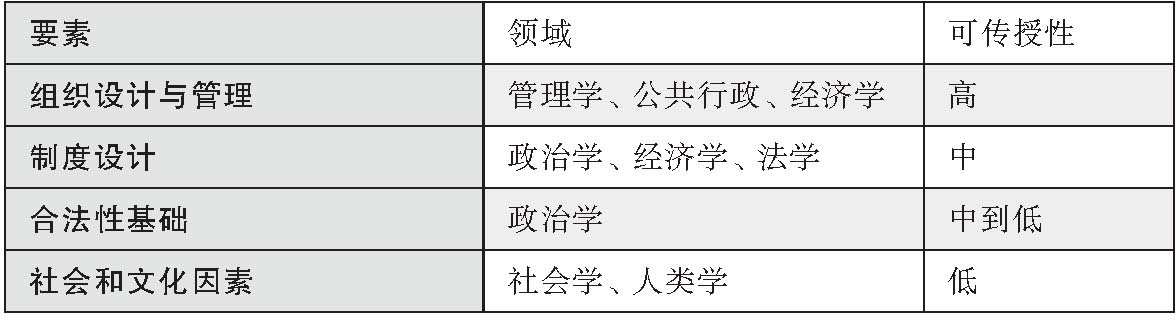 要素 领域 可传授性
组织设计与管理 管理学、公共行政、经济学 高
制度设计 政治学、经济学、法学 中
合法性基础 政治学 中到低
社会和文化因素 社会学、人类学 低